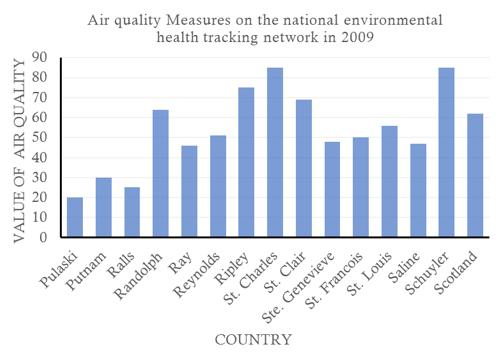 Air quality Measures on the national environmental
health tracking network in 2009
VALUE OF AIR QUALITY
90
80
70
60
50
40
30
20
10
0
Pulaski
Putnam
Ralls
Randolph
Ray
Reynolds
Ripley
St. Charles
St. Clair
Ste. Genevieve
St. Francois
St. Louis
Saline
Schuyler
Scotland
COUNTRY